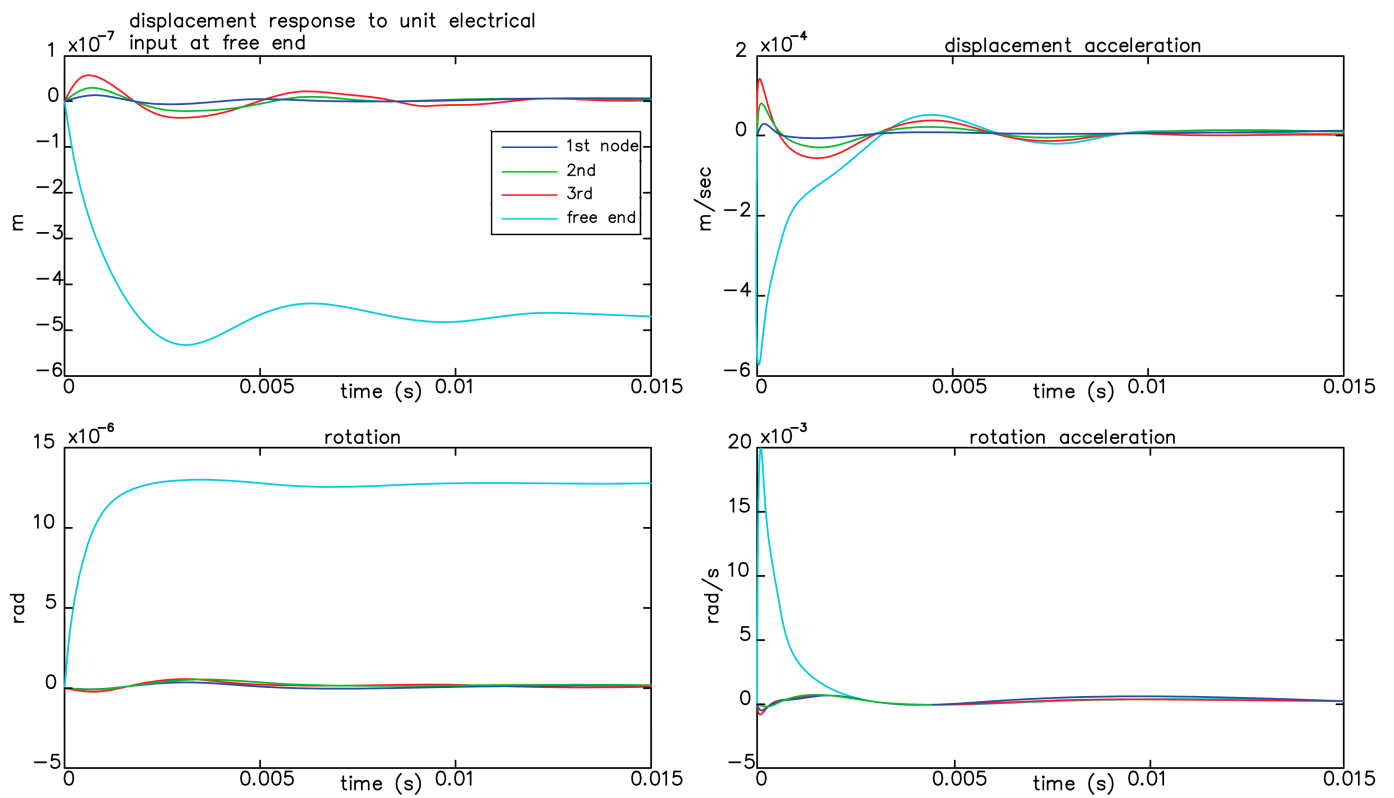 displacement response to unit electrical
input at free end
x10⁻⁷
1
0
−1
−2
−3
−4
−5
−6
m
0
0.005
0.01
0.015
time (s)
1st node
2nd
3rd
free end
displacement acceleration
x10⁻⁴
2
0
−2
−4
−6
m/sec
0
0.005
0.01
0.015
time (s)
rotation
x10⁻⁶
15
10
5
0
−5
rad
0
0.005
0.01
0.015
time (s)
rotation acceleration
x10⁻³
20
15
10
5
0
−5
rad/s
0
0.005
0.01
0.015
time (s)